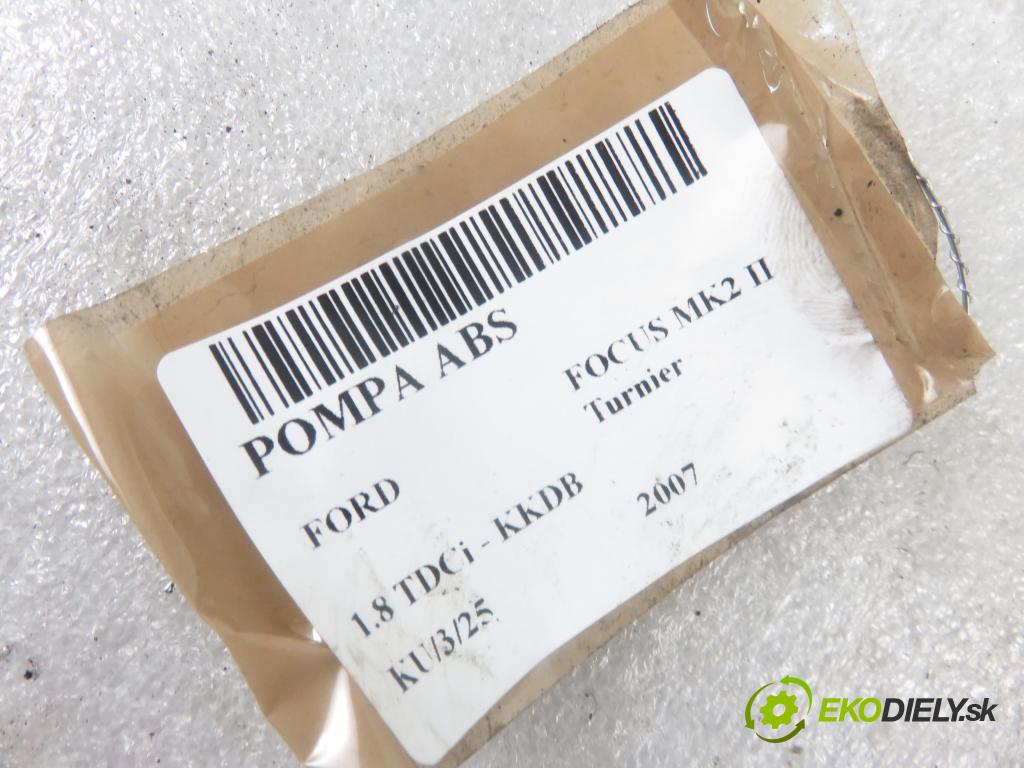 POMPA ABS
FORD
FOCUS MK2 II
Turnier
1.8 TDCi - KKDB
2007
KU/3/25
EKODIELY.sk